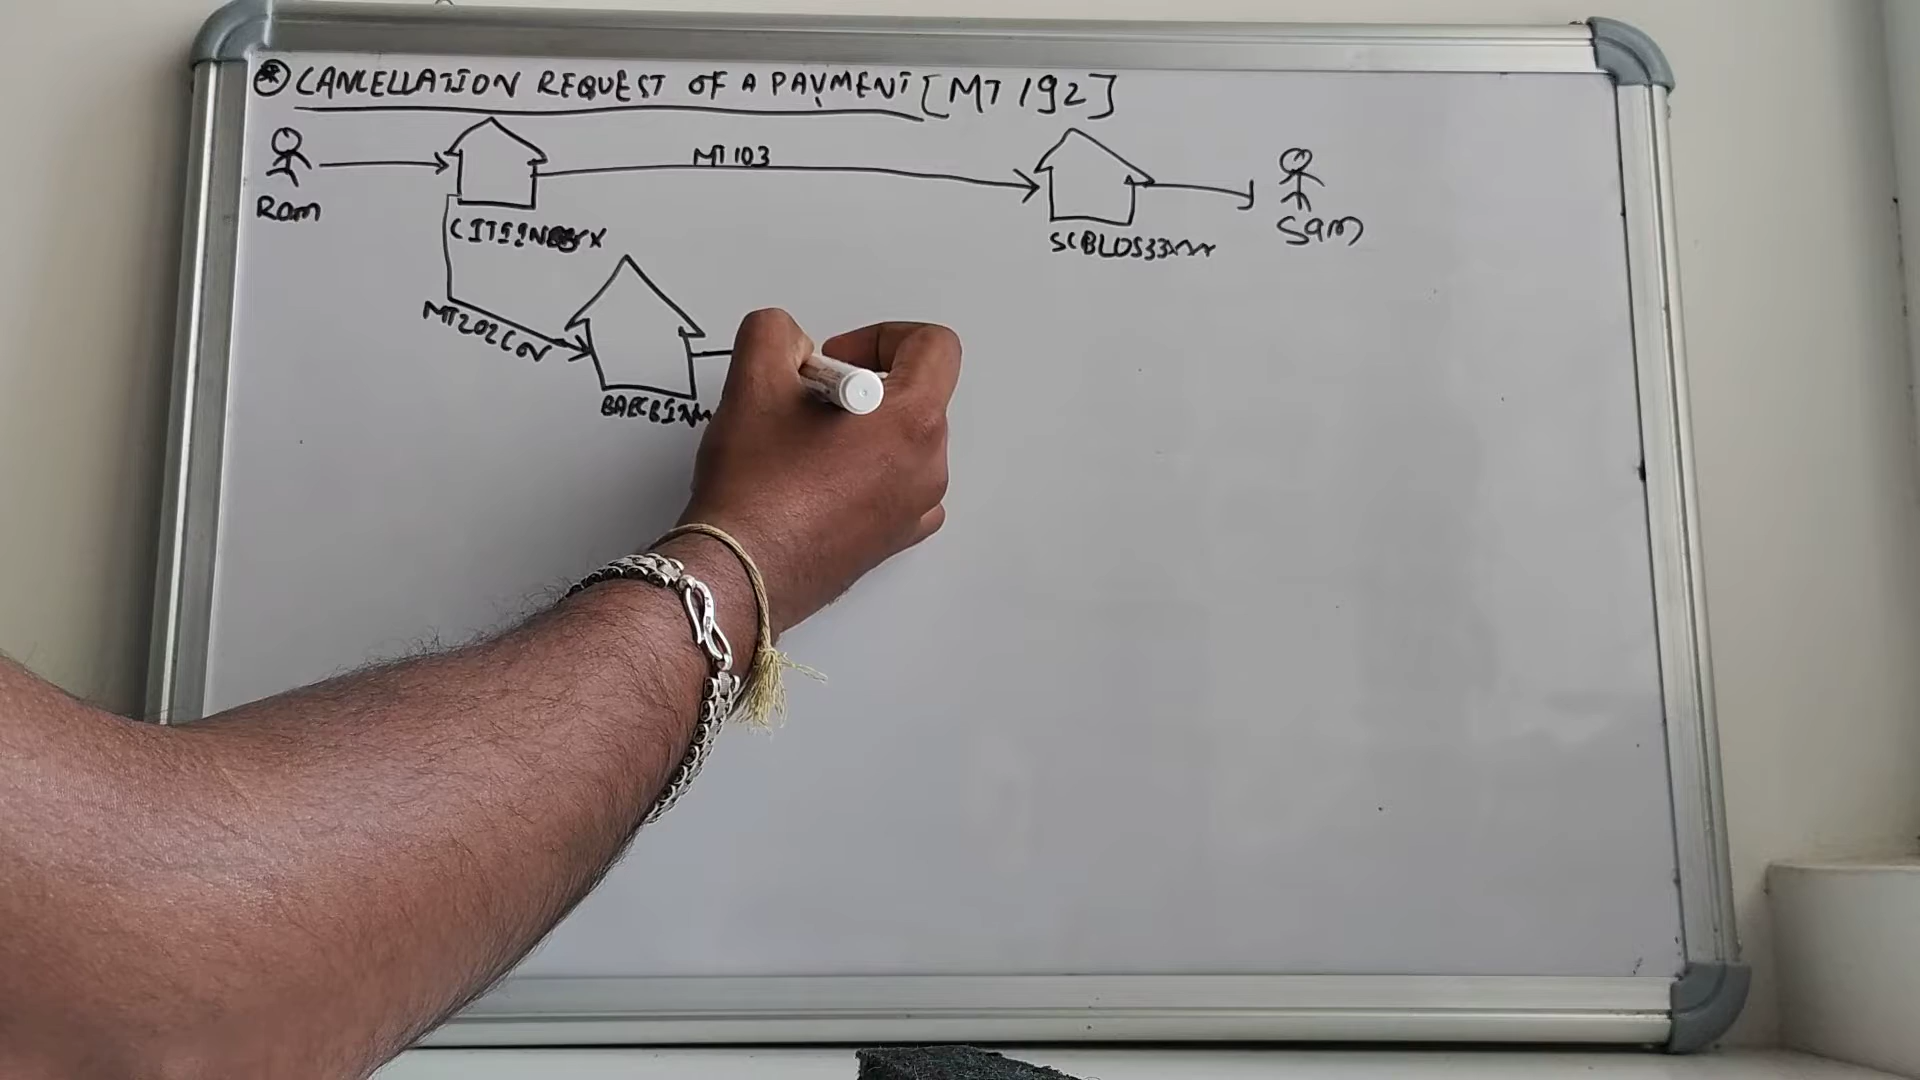 CANCELLATION REQUEST OF A PAYMENT [MT 192]
MT103
Ram
Sam
MT202COV